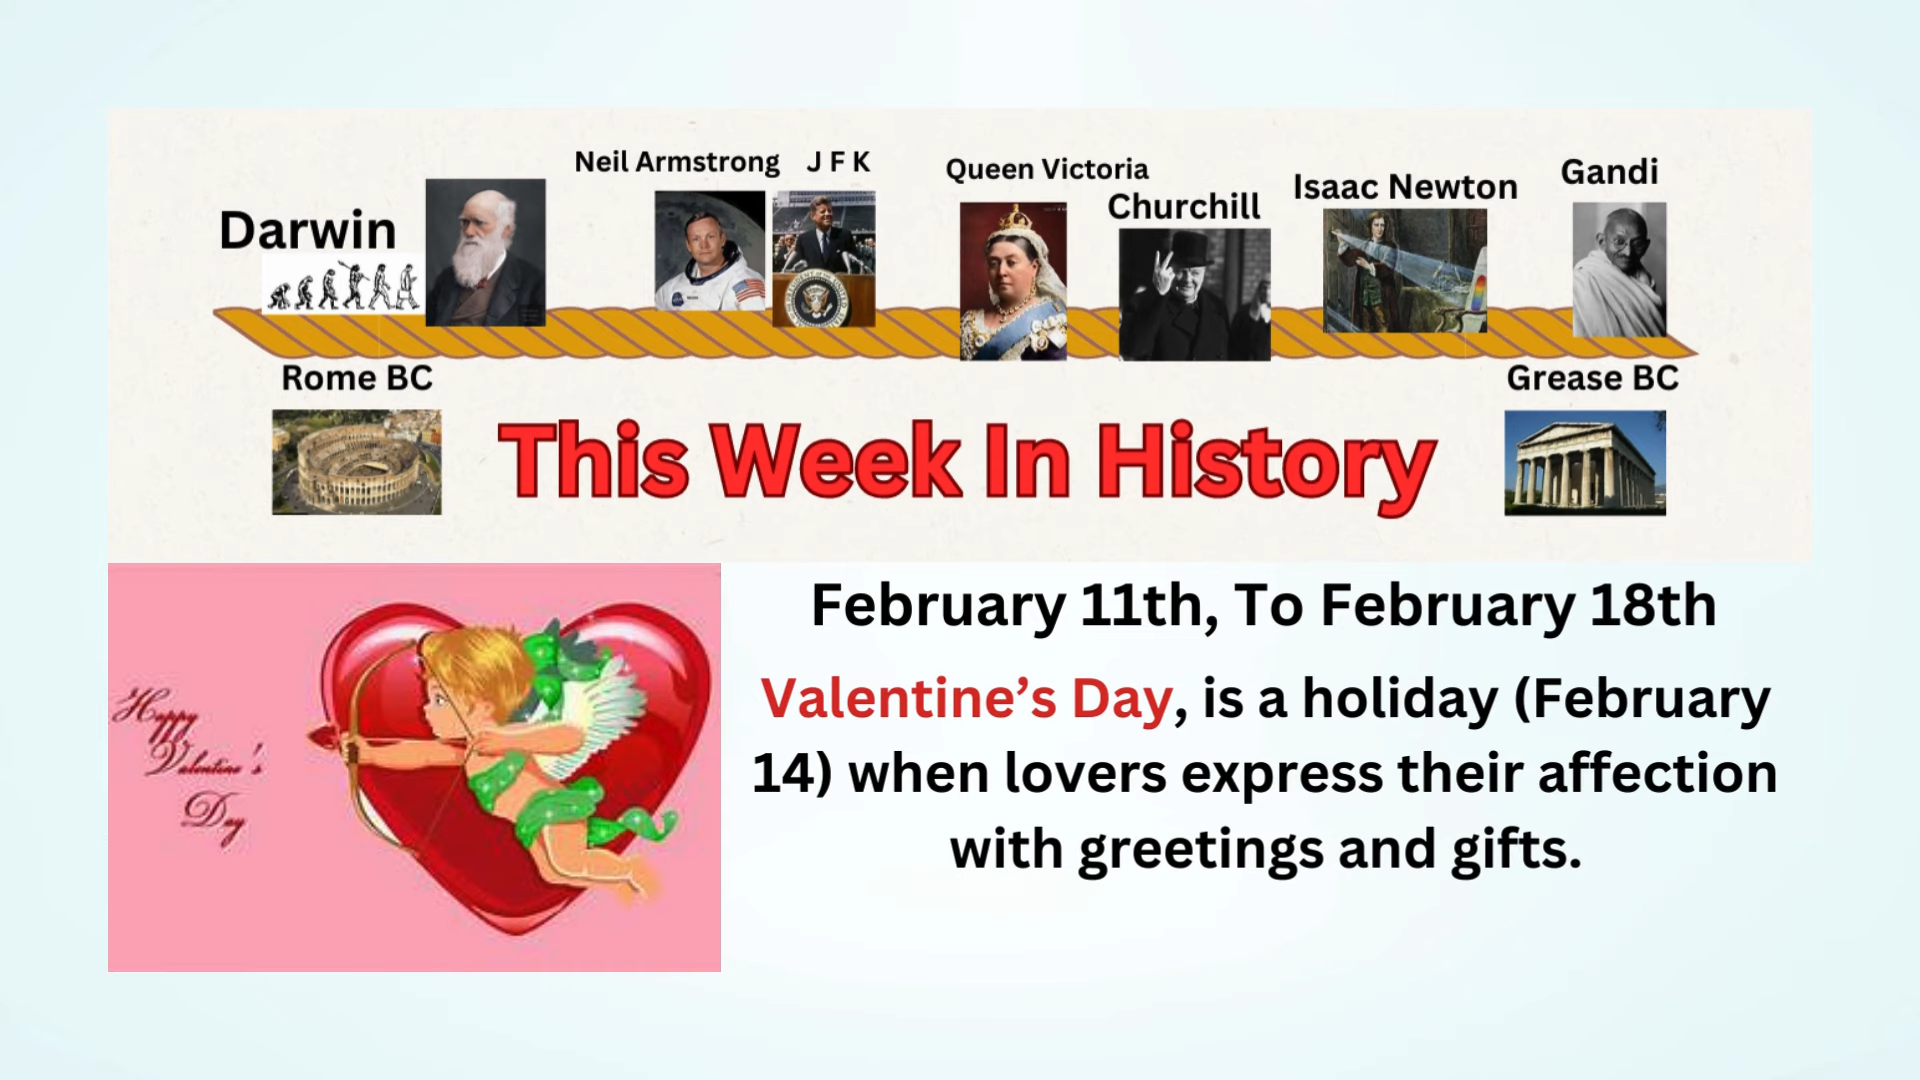 Neil Armstrong J F K
Queen Victoria
Churchill
Isaac Newton
Gandi
Darwin
Rome BC
Grease BC
This Week In History
Happy
Valentine's
Day
February 11th, To February 18th
Valentine’s Day, is a holiday (February
14) when lovers express their affection
with greetings and gifts.